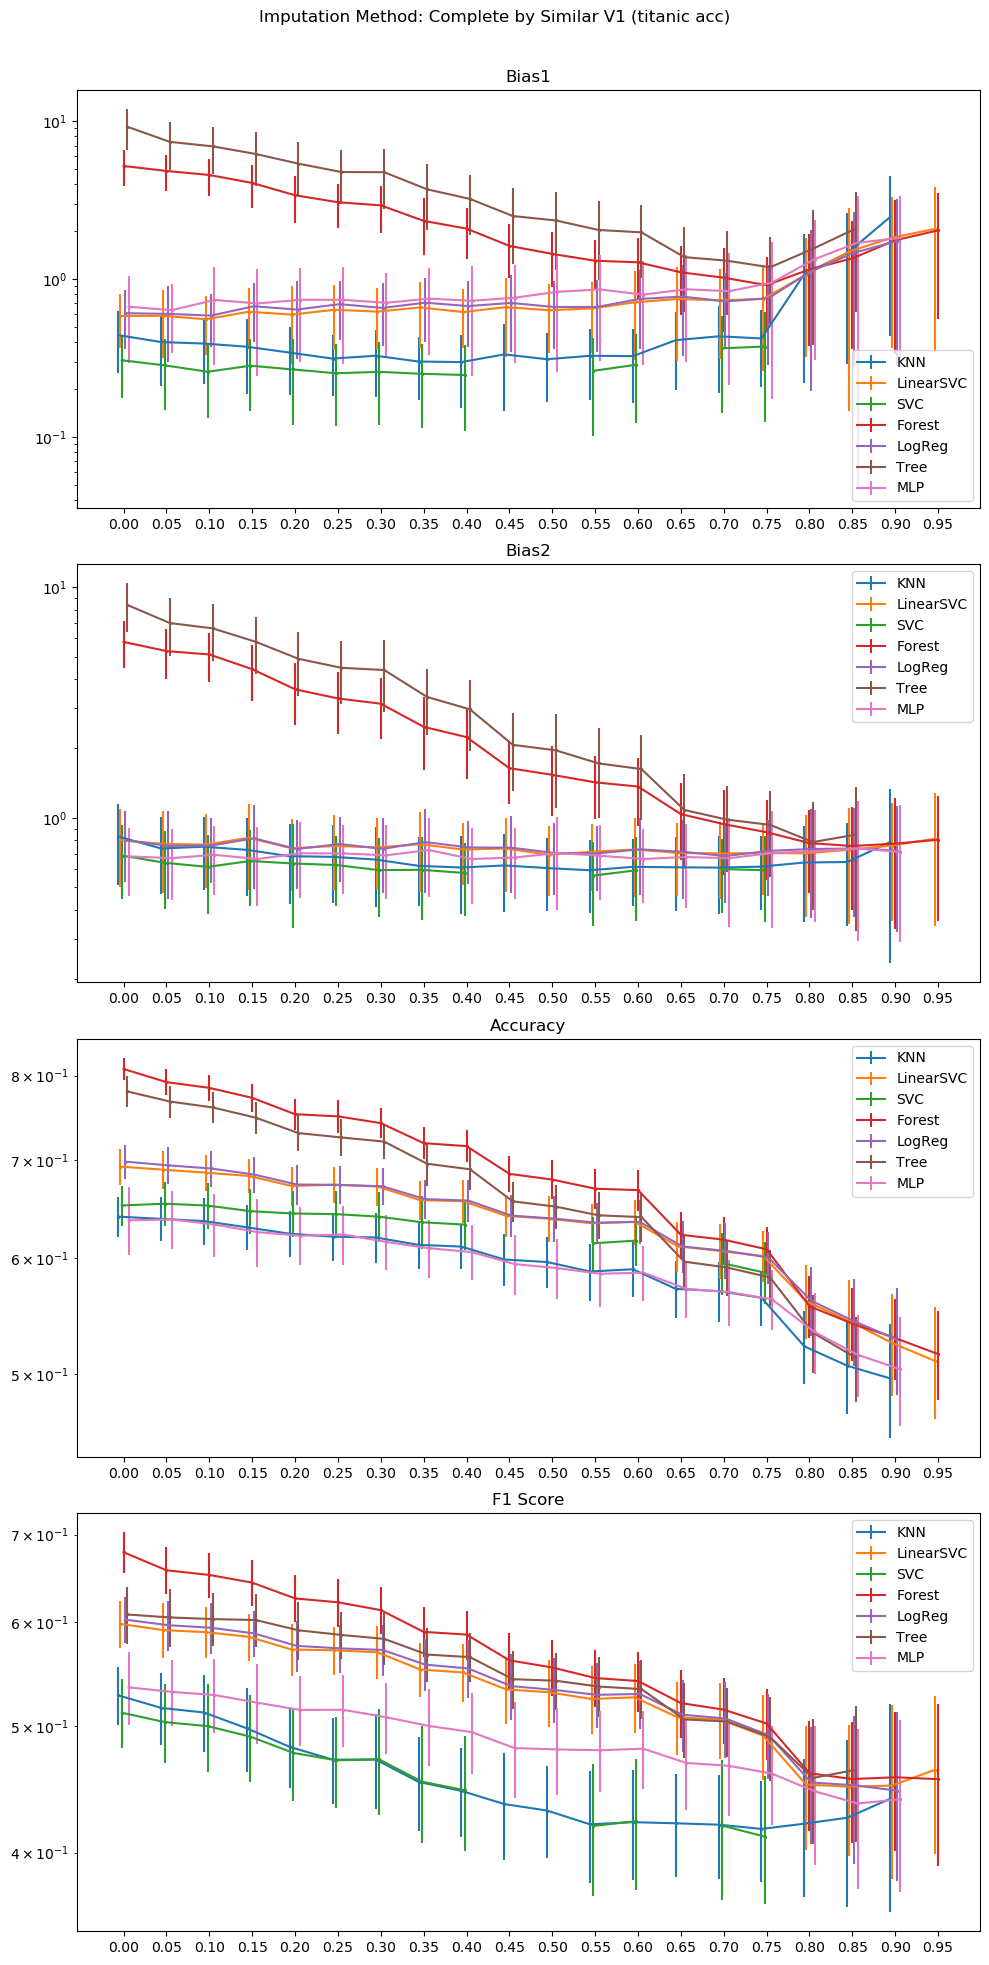 Imputation Method: Complete by Similar V1 (titanic acc)
Bias1
10^1
10^0
10^-1
KNN
LinearSVC
SVC
Forest
LogReg
Tree
MLP
0.00 0.05 0.10 0.15 0.20 0.25 0.30 0.35 0.40 0.45 0.50 0.55 0.60 0.65 0.70 0.75 0.80 0.85 0.90 0.95
Bias2
10^1
10^0
KNN
LinearSVC
SVC
Forest
LogReg
Tree
MLP
0.00 0.05 0.10 0.15 0.20 0.25 0.30 0.35 0.40 0.45 0.50 0.55 0.60 0.65 0.70 0.75 0.80 0.85 0.90 0.95
Accuracy
8 × 10^-1
7 × 10^-1
6 × 10^-1
5 × 10^-1
KNN
LinearSVC
SVC
Forest
LogReg
Tree
MLP
0.00 0.05 0.10 0.15 0.20 0.25 0.30 0.35 0.40 0.45 0.50 0.55 0.60 0.65 0.70 0.75 0.80 0.85 0.90 0.95
F1 Score
7 × 10^-1
6 × 10^-1
5 × 10^-1
4 × 10^-1
KNN
LinearSVC
SVC
Forest
LogReg
Tree
MLP
0.00 0.05 0.10 0.15 0.20 0.25 0.30 0.35 0.40 0.45 0.50 0.55 0.60 0.65 0.70 0.75 0.80 0.85 0.90 0.95